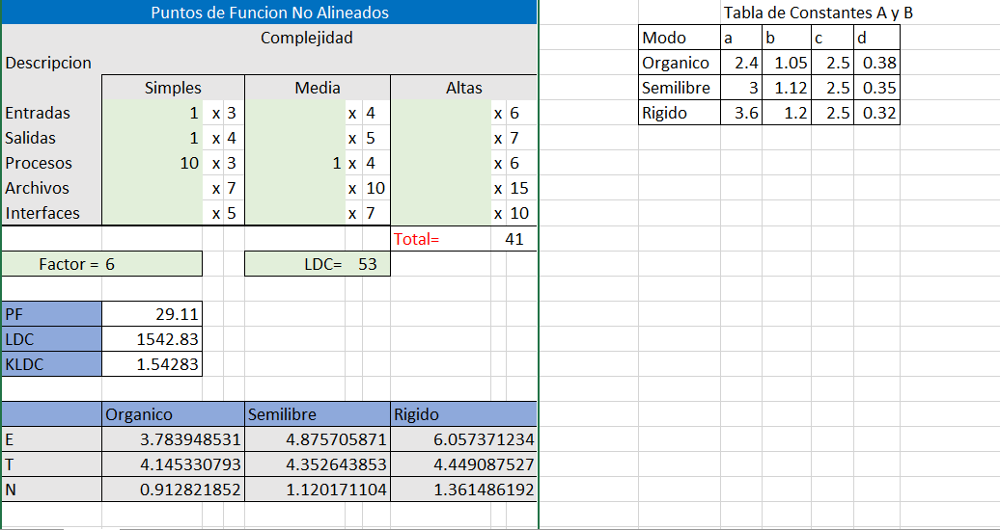 Puntos de Funcion No Alineados
Complejidad
Descripcion
Simples Media Altas
Entradas 1 x 3 x 4 x 6
Salidas 1 x 4 x 5 x 7
Procesos 10 x 3 1 x 4 x 6
Archivos x 7 x 10 x 15
Interfaces x 5 x 7 x 10
Total= 41
Factor = 6 LDC= 53
PF 29.11
LDC 1542.83
KLDC 1.54283
Organico Semilibre Rigido
E 3.783948531 4.875705871 6.057371234
T 4.145330793 4.352643853 4.449087527
N 0.912821852 1.120171104 1.361486192
Tabla de Constantes A y B
Modo a b c d
Organico 2.4 1.05 2.5 0.38
Semilibre 3 1.12 2.5 0.35
Rigido 3.6 1.2 2.5 0.32